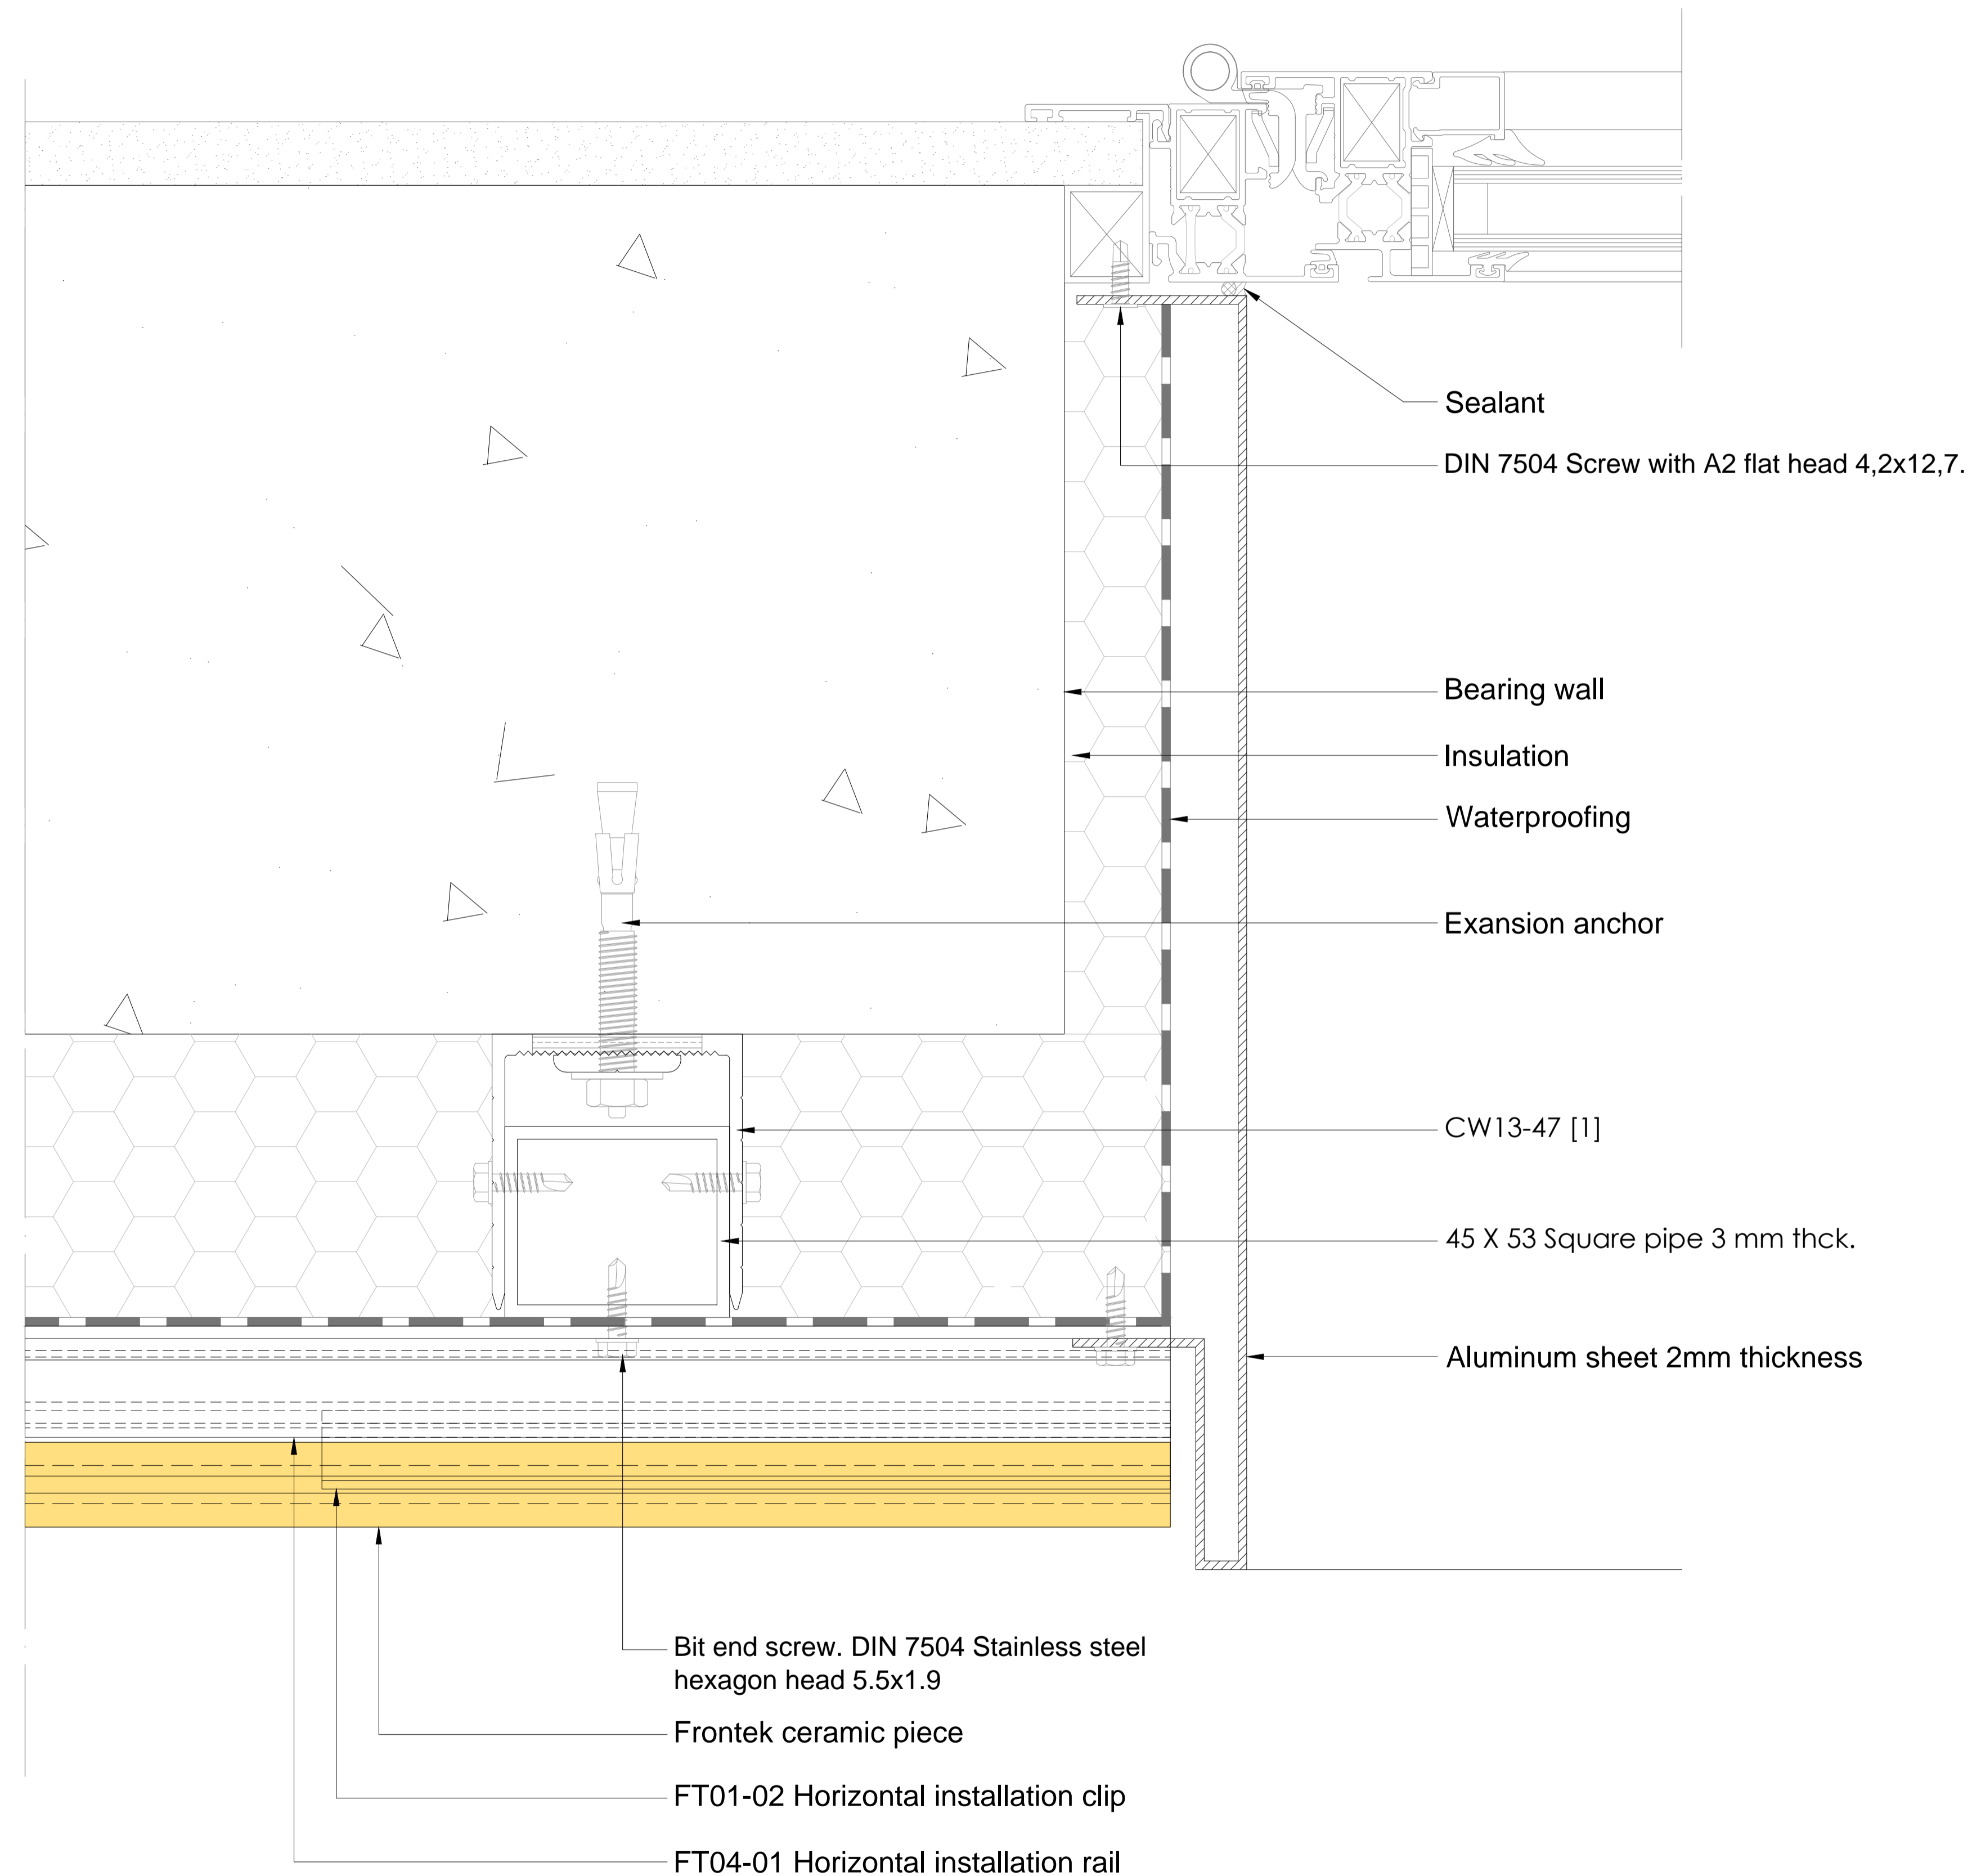 Sealant
DIN 7504 Screw with A2 flat head 4,2x12,7.
Bearing wall
Insulation
Waterproofing
Exansion anchor
CW13-47 [1]
45 X 53 Square pipe 3 mm thck.
Aluminum sheet 2mm thickness
Bit end screw. DIN 7504 Stainless steel
hexagon head 5.5x1.9
Frontek ceramic piece
FT01-02 Horizontal installation clip
FT04-01 Horizontal installation rail